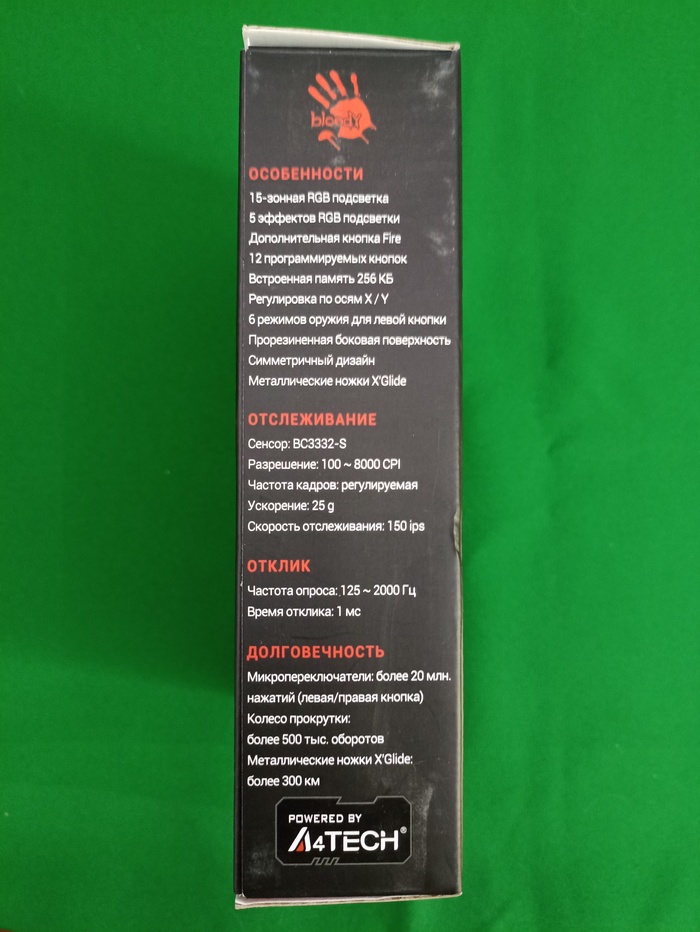 bloody
ОСОБЕННОСТИ
15-зонная RGB подсветка
5 эффектов RGB подсветки
Дополнительная кнопка Fire
12 программируемых кнопок
Встроенная память 256 КБ
Регулировка по осям X / Y
6 режимов оружия для левой кнопки
Прорезиненная боковая поверхность
Симметричный дизайн
Металлические ножки X'Glide
ОТСЛЕЖИВАНИЕ
Сенсор: BC3332-S
Разрешение: 100 ~ 8000 CPI
Частота кадров: регулируемая
Ускорение: 25 g
Скорость отслеживания: 150 ips
ОТКЛИК
Частота опроса: 125 ~ 2000 Гц
Время отклика: 1 мс
ДОЛГОВЕЧНОСТЬ
Микропереключатели: более 20 млн.
нажатий (левая/правая кнопка)
Колесо прокрутки:
более 500 тыс. оборотов
Металлические ножки X'Glide:
более 300 км
POWERED BY
A4TECH®